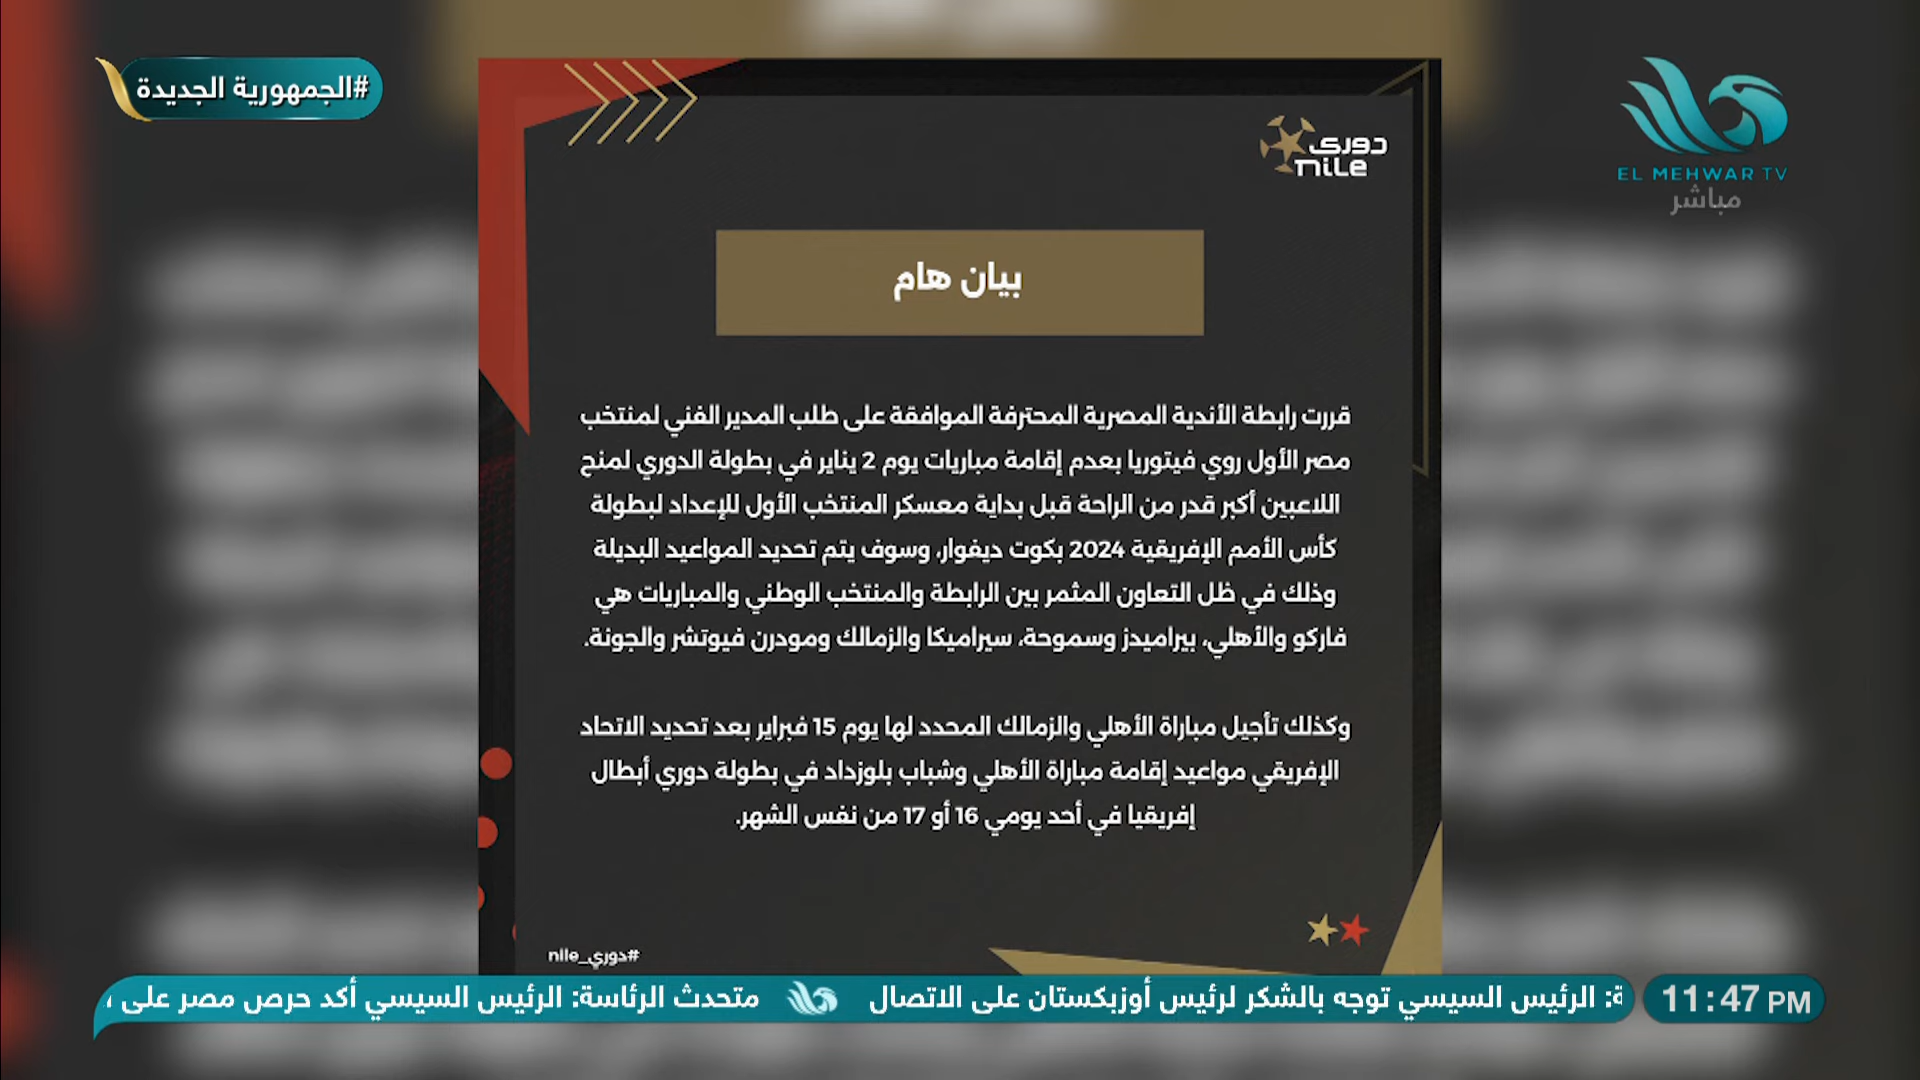 #الجمهورية الجديدة
EL MEHWAR TV
مباشر
دورى
nile
بيان هام
قررت رابطة الأندية المصرية المحترفة الموافقة على طلب المدير الفني لمنتخب
مصر الأول روي فيتوريا بعدم إقامة مباريات يوم 2 يناير في بطولة الدوري لمنح
اللاعبين أكبر قدر من الراحة قبل بداية معسكر المنتخب الأول للإعداد لبطولة
كأس الأمم الإفريقية 2024 بكوت ديفوار، وسوف يتم تحديد المواعيد البديلة
وذلك في ظل التعاون المثمر بين الرابطة والمنتخب الوطني والمباريات هي
فاركو والأهلي، بيراميدز وسموحة، سيراميكا والزمالك ومودرن فيوتشر والجونة.
وكذلك تأجيل مباراة الأهلي والزمالك المحدد لها يوم 15 فبراير بعد تحديد الاتحاد
الإفريقي مواعيد إقامة مباراة الأهلي وشباب بلوزداد في بطولة دوري أبطال
إفريقيا في أحد يومي 16 أو 17 من نفس الشهر.
#دوري_nile
ة: الرئيس السيسي توجه بالشكر لرئيس أوزبكستان على الاتصال متحدث الرئاسة: الرئيس السيسي أكد حرص مصر على
11:47 PM